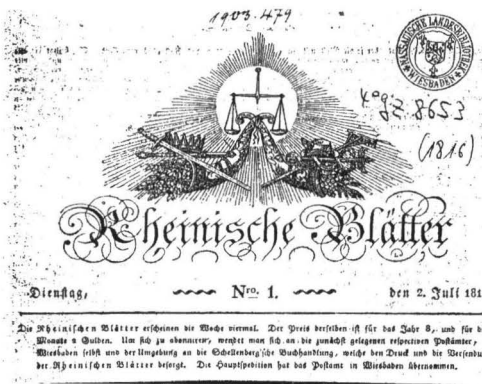 1903.479
NASSAUISCHE LANDESBIBLIOTHEK WIESBADEN
4° gZ. 8653
(1816)
Rheinische Blätter
Dienstag, Nro. 1. den 2. Juli 181
Die Rheinischen Blätter erscheinen die Woche viermal. Der Preis derselben ist für das Jahr 8, und für
Monate Gulden. Um sich zu abonniren, wendet man sich an die zunächst gelegenen respectiven Postämter,
Wiesbaden selbst und der Umgebung an die Schellenberg'sche Buchhandlung, welche den Druck und die Versendu
der Rheinischen Blätter besorgt. Die Hauptspedition hat das Postamt in Wiesbaden übernommen.